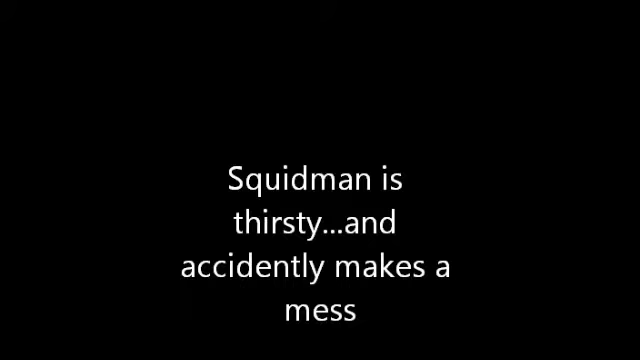 Squidman is
thirsty...and
accidently makes a
mess